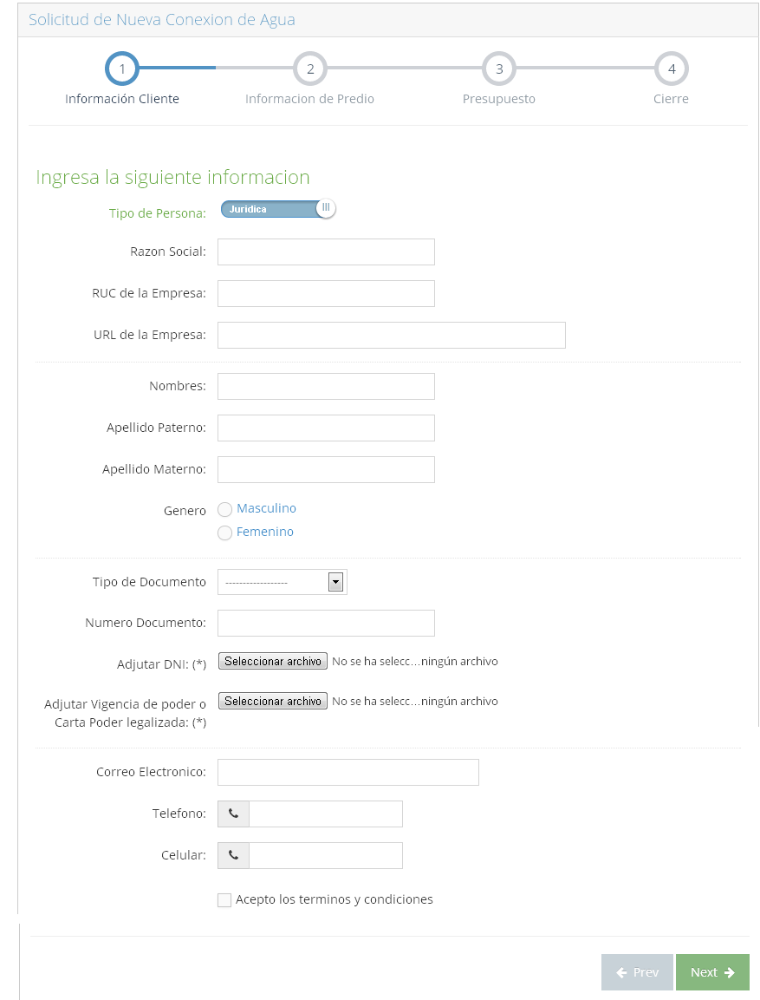 Solicitud de Nueva Conexion de Agua
1 2 3 4
Información Cliente Informacion de Predio Presupuesto Cierre
Ingresa la siguiente informacion
Tipo de Persona: Juridica
Razon Social:
RUC de la Empresa:
URL de la Empresa:
Nombres:
Apellido Paterno:
Apellido Materno:
Genero Masculino
Femenino
Tipo de Documento ------------------
Numero Documento:
Adjutar DNI: (*) Seleccionar archivo No se ha selecc...ningún archivo
Adjutar Vigencia de poder o Seleccionar archivo No se ha selecc...ningún archivo
Carta Poder legalizada: (*)
Correo Electronico:
Telefono:
Celular:
Acepto los terminos y condiciones
Prev Next